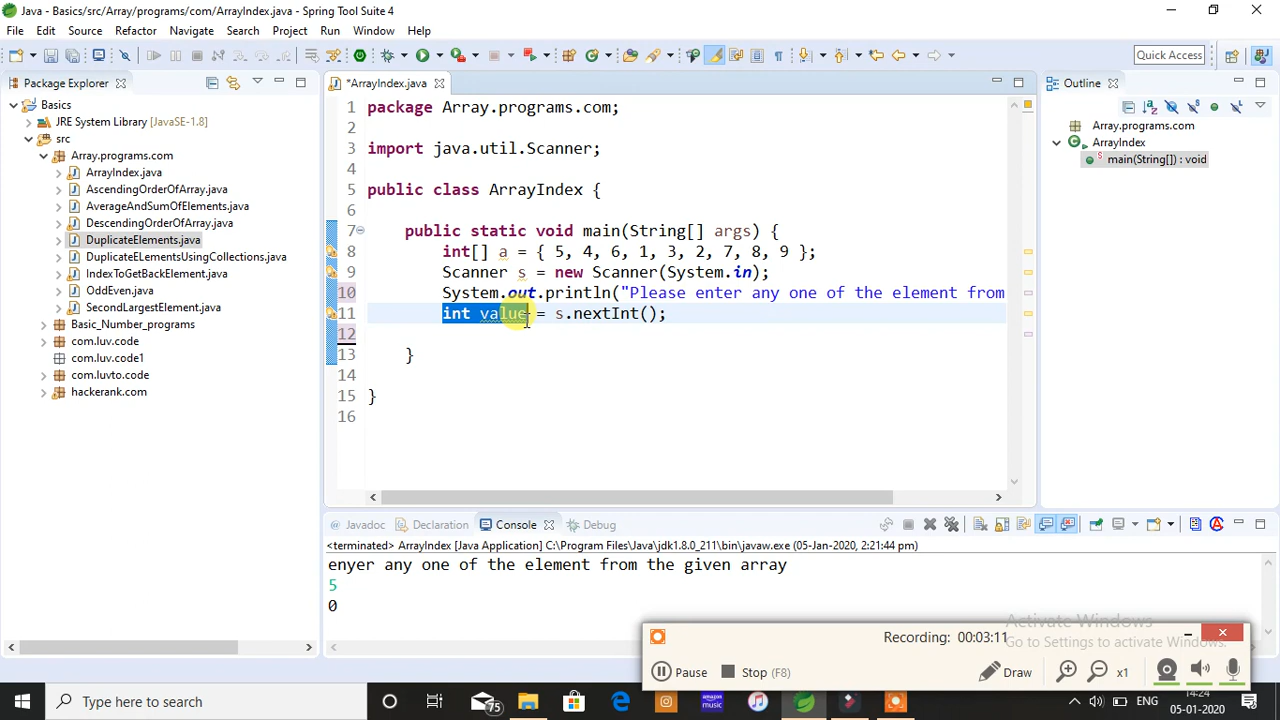 Java - Basics/src/Array/programs/com/ArrayIndex.java - Spring Tool Suite 4
File Edit Source Refactor Navigate Search Project Run Window Help
Quick Access
Package Explorer
*ArrayIndex.java
Outline
Basics
JRE System Library [JavaSE-1.8]
src
Array.programs.com
ArrayIndex.java
AscendingOrderOfArray.java
AverageAndSumOfElements.java
DescendingOrderOfArray.java
DuplicateElements.java
DuplicateELementsUsingCollections.java
IndexToGetBackElement.java
OddEven.java
SecondLargestElement.java
Basic_Number_programs
com.luv.code
com.luv.code1
com.luvto.code
hackerank.com
1 package Array.programs.com;
2
3 import java.util.Scanner;
4
5 public class ArrayIndex {
6
7 public static void main(String[] args) {
8 int[] a = { 5, 4, 6, 1, 3, 2, 7, 8, 9 };
9 Scanner s = new Scanner(System.in);
10 System.out.println("Please enter any one of the element from
11 int value = s.nextInt();
12
13 }
14
15 }
16
Array.programs.com
ArrayIndex
main(String[]) : void
Javadoc Declaration Console Debug
<terminated> ArrayIndex [Java Application] C:\Program Files\Java\jdk1.8.0_211\bin\javaw.exe (05-Jan-2020, 2:21:44 pm)
enyer any one of the element from the given array
5
0
Activate Windows
Go to Settings to activate Windows.
Recording: 00:03:11
Pause Stop (F8) Draw x1
Type here to search
75
amazon music
ENG
14:24
05-01-2020